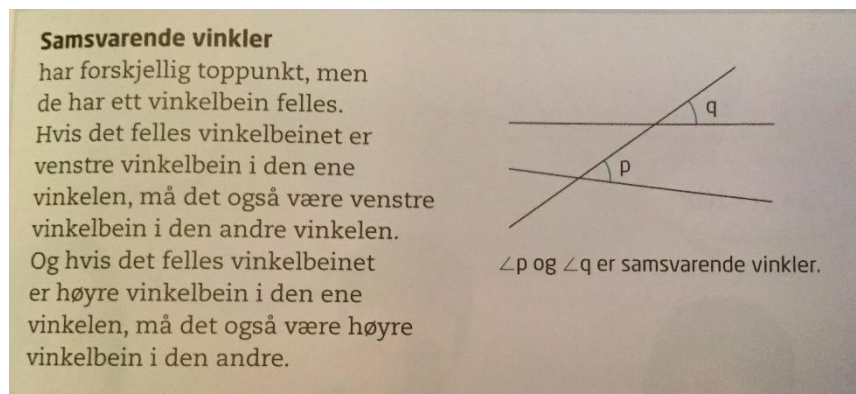 Samsvarende vinkler
har forskjellig toppunkt, men
de har ett vinkelbein felles.
Hvis det felles vinkelbeinet er
venstre vinkelbein i den ene
vinkelen, må det også være venstre
vinkelbein i den andre vinkelen.
Og hvis det felles vinkelbeinet
er høyre vinkelbein i den ene
vinkelen, må det også være høyre
vinkelbein i den andre.
q
p
∠p og ∠q er samsvarende vinkler.